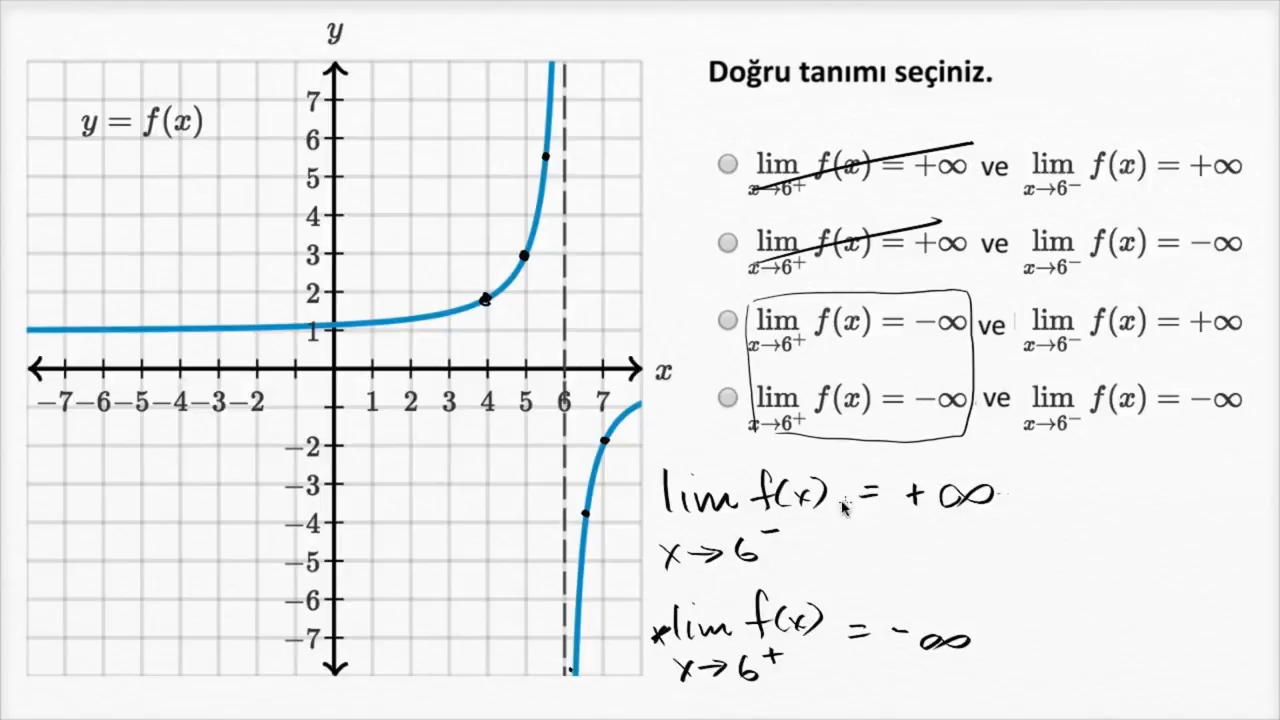 y
Doğru tanımı seçiniz.
y = f(x)
7
6
5
4
3
2
1
lim x→6⁺ f(x) = +∞ ve lim x→6⁻ f(x) = +∞
lim x→6⁺ f(x) = +∞ ve lim x→6⁻ f(x) = −∞
lim x→6⁺ f(x) = −∞ ve lim x→6⁻ f(x) = +∞
lim x→6⁺ f(x) = −∞ ve lim x→6⁻ f(x) = −∞
x
−7 −6 −5 −4 −3 −2 1 2 3 4 5 6 7
−2
−3
−4
−5
−6
−7
lim f(x) = + ∞
x → 6⁻
lim f(x) = - ∞
x → 6⁺